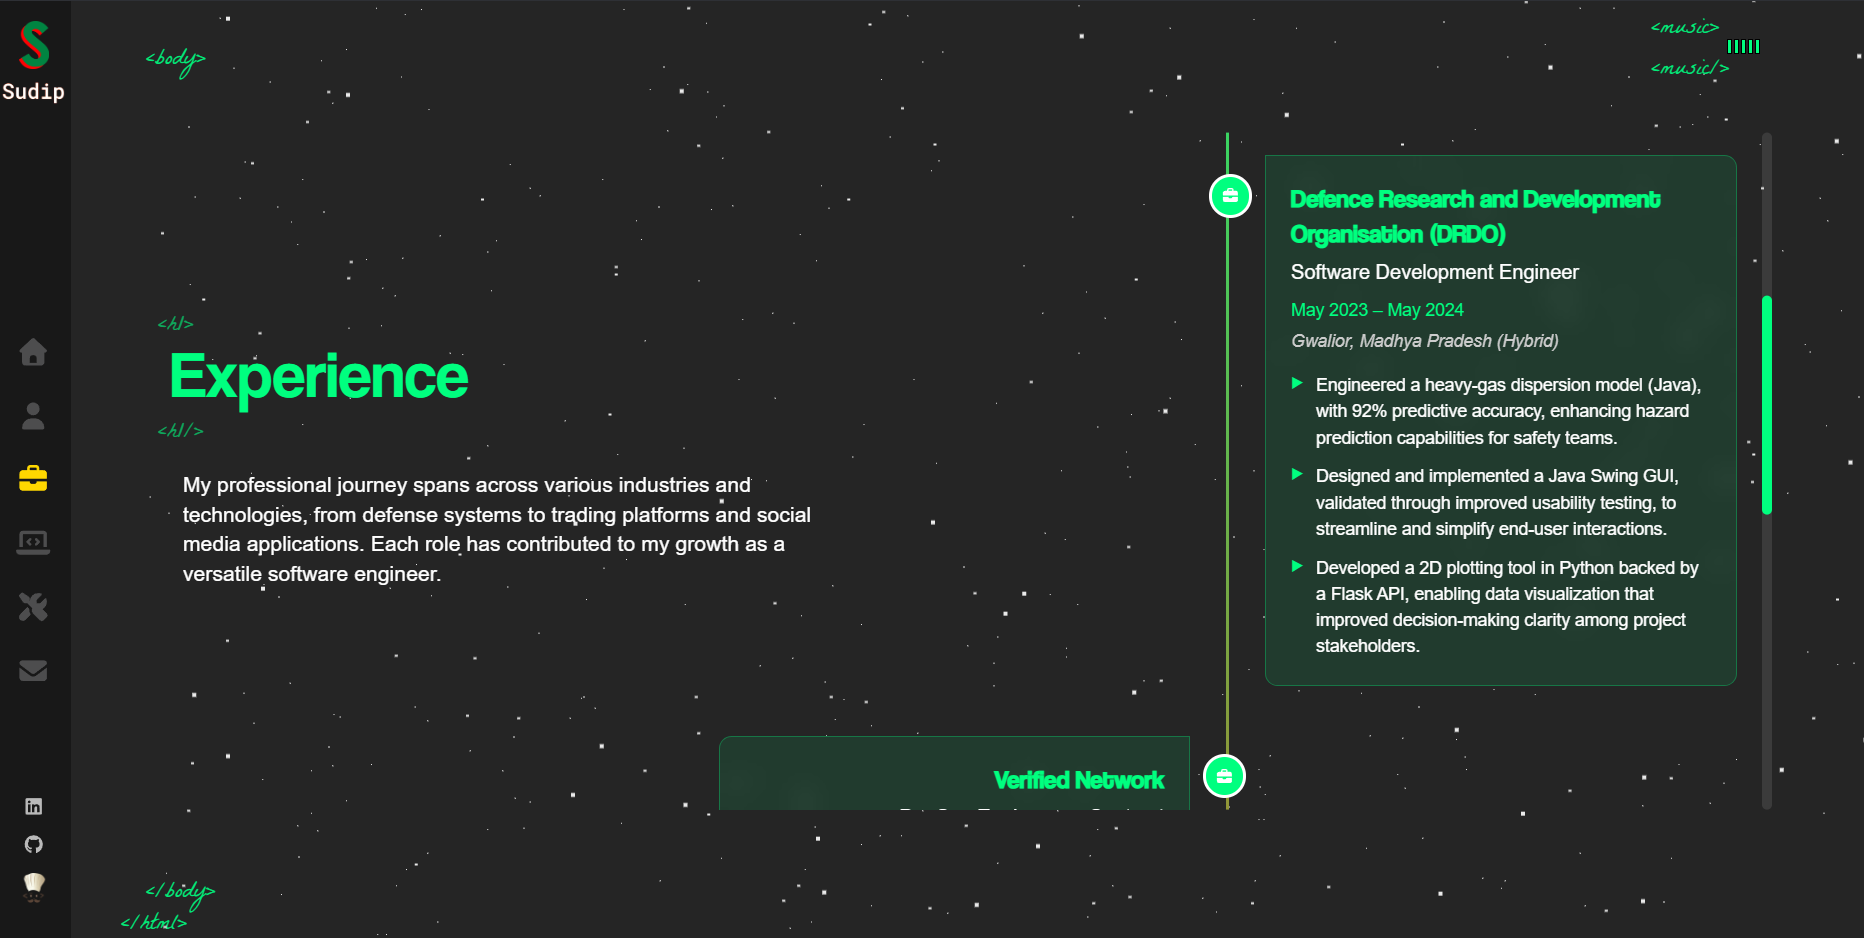 Sudip
<body>
<music>
<music/>
<h1>
Experience
<h1/>
My professional journey spans across various industries and
technologies, from defense systems to trading platforms and social
media applications. Each role has contributed to my growth as a
versatile software engineer.
Defence Research and Development
Organisation (DRDO)
Software Development Engineer
May 2023 – May 2024
Gwalior, Madhya Pradesh (Hybrid)
Engineered a heavy-gas dispersion model (Java),
with 92% predictive accuracy, enhancing hazard
prediction capabilities for safety teams.
Designed and implemented a Java Swing GUI,
validated through improved usability testing, to
streamline and simplify end-user interactions.
Developed a 2D plotting tool in Python backed by
a Flask API, enabling data visualization that
improved decision-making clarity among project
stakeholders.
Verified Network
</body>
</html>